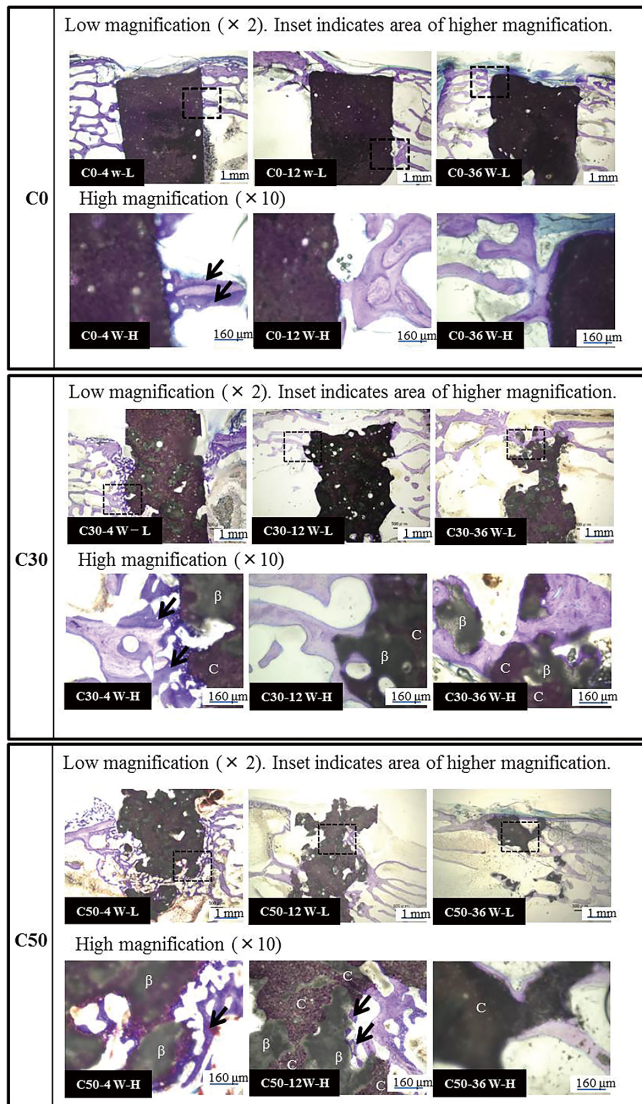 C0
Low magnification (× 2). Inset indicates area of higher magnification.
C0-4 w-L
1 mm
C0-12 w-L
1 mm
C0-36 W-L
1 mm
High magnification (×10)
C0-4 W-H
160 μm
C0-12 W-H
160 μm
C0-36 W-H
160 μm
C30
Low magnification (× 2). Inset indicates area of higher magnification.
C30-4 W－L
1 mm
C30-12 W-L
1 mm
C30-36 W-L
1 mm
High magnification (×10)
β
C
C30-4 W-H
160 μm
C
β
C30-12 W-H
160 μm
β
C
β
C
C30-36 W-H
160 μm
C50
Low magnification (× 2). Inset indicates area of higher magnification.
C50-4 W-L
1 mm
C50-12 W-L
1 mm
C50-36 W-L
1 mm
High magnification (×10)
β
β
C50-4 W-H
160 μm
C
C
β
β
C
C
C50-12W-H
160 μm
C
C50-36 W-H
160 μm